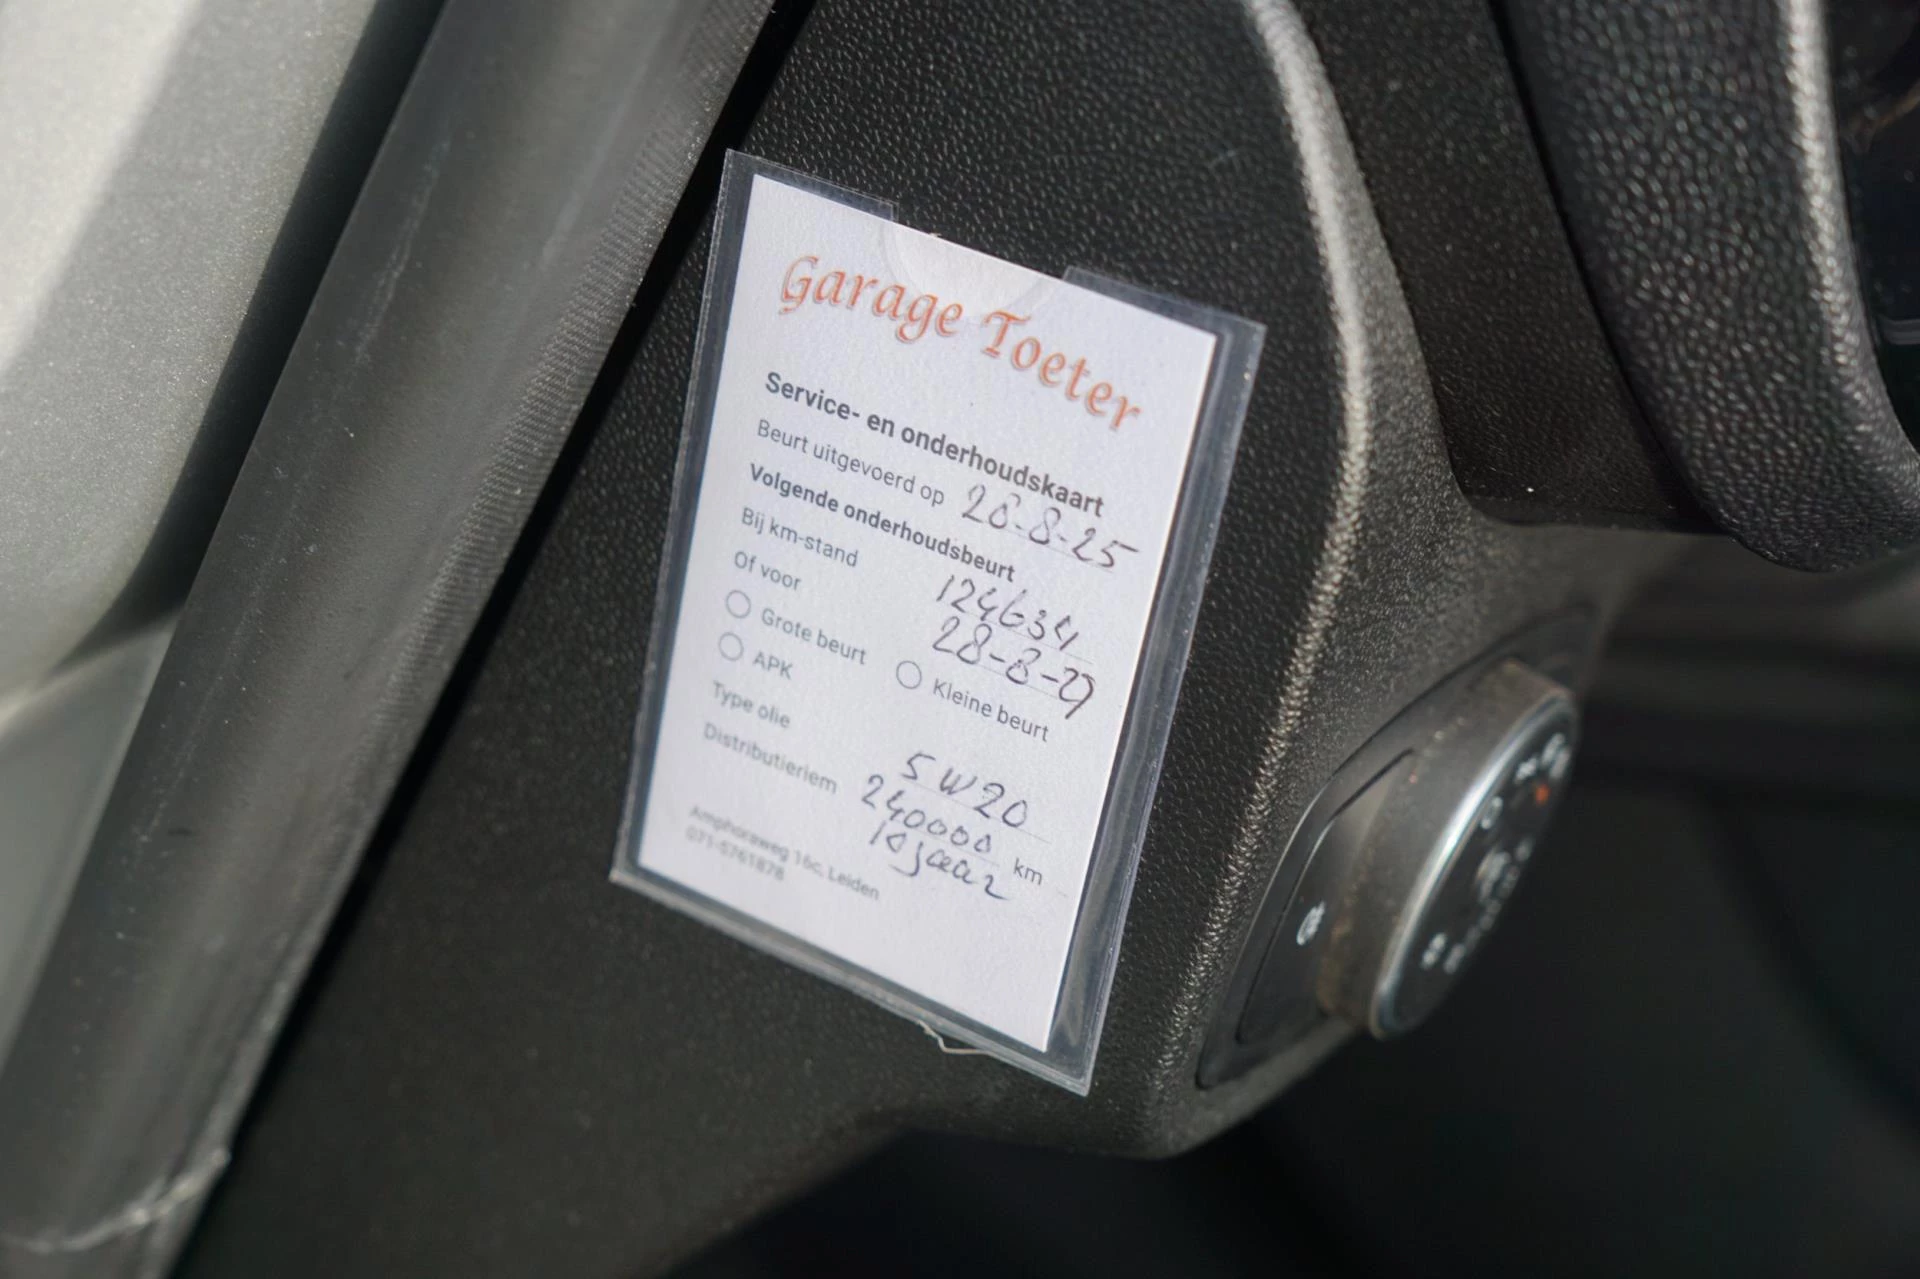 Garage Toeter
Service- en onderhoudskaart
Beurt uitgevoerd op 28-8-25
Volgende onderhoudsbeurt
Bij km-stand 124634
Of voor 28-8-27
Grote beurt Kleine beurt
APK
Type olie 5W20
Distributieriem 240000 km
10 jaar
Amphoraweg 16c, Leiden
071-5761878